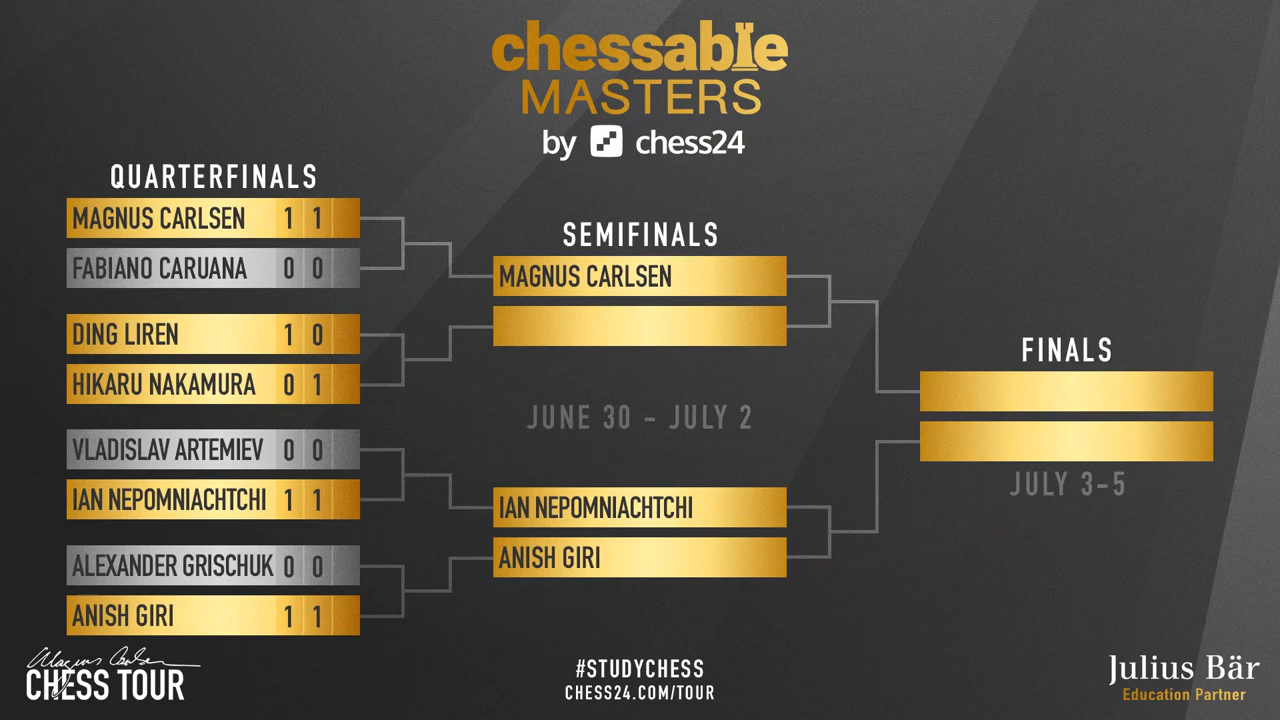 chessable
MASTERS
by chess24
QUARTERFINALS
MAGNUS CARLSEN 1 1
FABIANO CARUANA 0 0
DING LIREN 1 0
HIKARU NAKAMURA 0 1
VLADISLAV ARTEMIEV 0 0
IAN NEPOMNIACHTCHI 1 1
ALEXANDER GRISCHUK 0 0
ANISH GIRI 1 1
SEMIFINALS
MAGNUS CARLSEN
JUNE 30 - JULY 2
IAN NEPOMNIACHTCHI
ANISH GIRI
FINALS
JULY 3-5
Magnus Carlsen
CHESS TOUR
#STUDYCHESS
CHESS24.COM/TOUR
Julius Bär
Education Partner